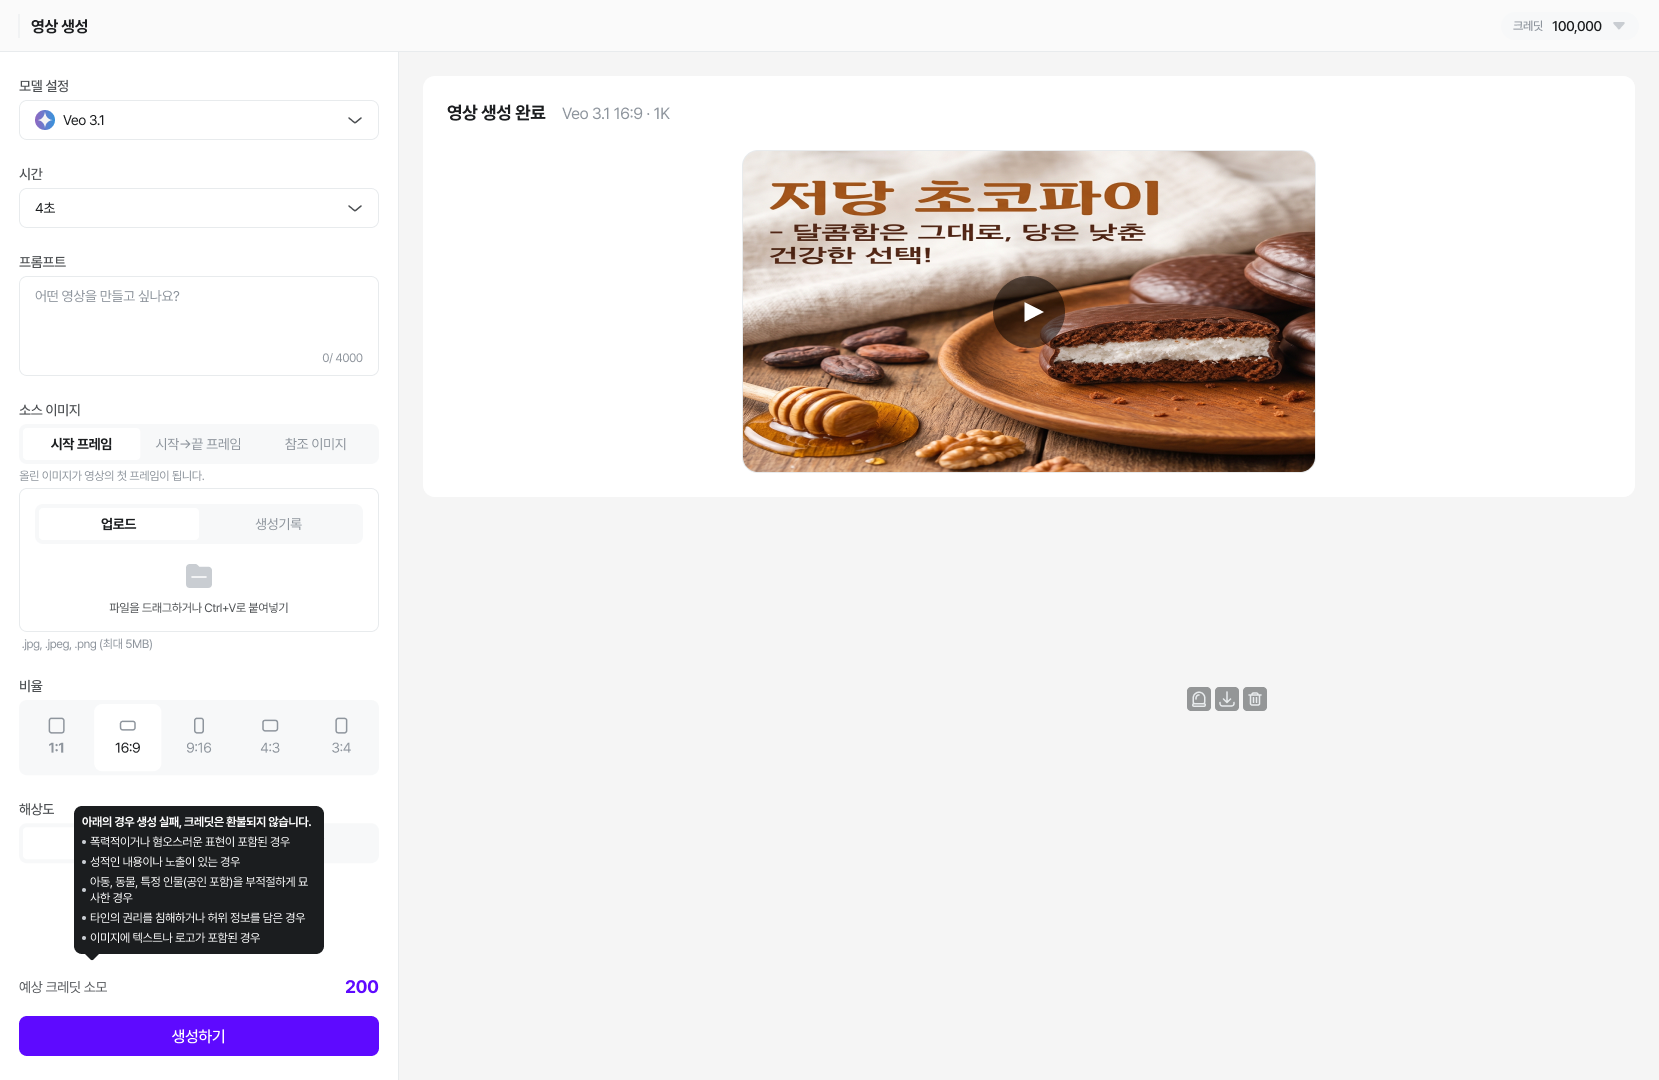 영상 생성
크레딧 100,000
모델 설정
Veo 3.1
시간
4초
프롬프트
어떤 영상을 만들고 싶나요?
0/ 4000
소스 이미지
시작 프레임
시작→끝 프레임
참조 이미지
올린 이미지가 영상의 첫 프레임이 됩니다.
업로드
생성기록
파일을 드래그하거나 Ctrl+V로 붙여넣기
.jpg, .jpeg, .png (최대 5MB)
비율
1:1
16:9
9:16
4:3
3:4
해상도
아래의 경우 생성 실패, 크레딧은 환불되지 않습니다.
• 폭력적이거나 혐오스러운 표현이 포함된 경우
• 성적인 내용이나 노출이 있는 경우
• 아동, 동물, 특정 인물(공인 포함)을 부적절하게 묘
사한 경우
• 타인의 권리를 침해하거나 허위 정보를 담은 경우
• 이미지에 텍스트나 로고가 포함된 경우
예상 크레딧 소모
200
생성하기
영상 생성 완료
Veo 3.1 16:9 · 1K
저당 초코파이
- 달콤함은 그대로, 당은 낮춘
건강한 선택!